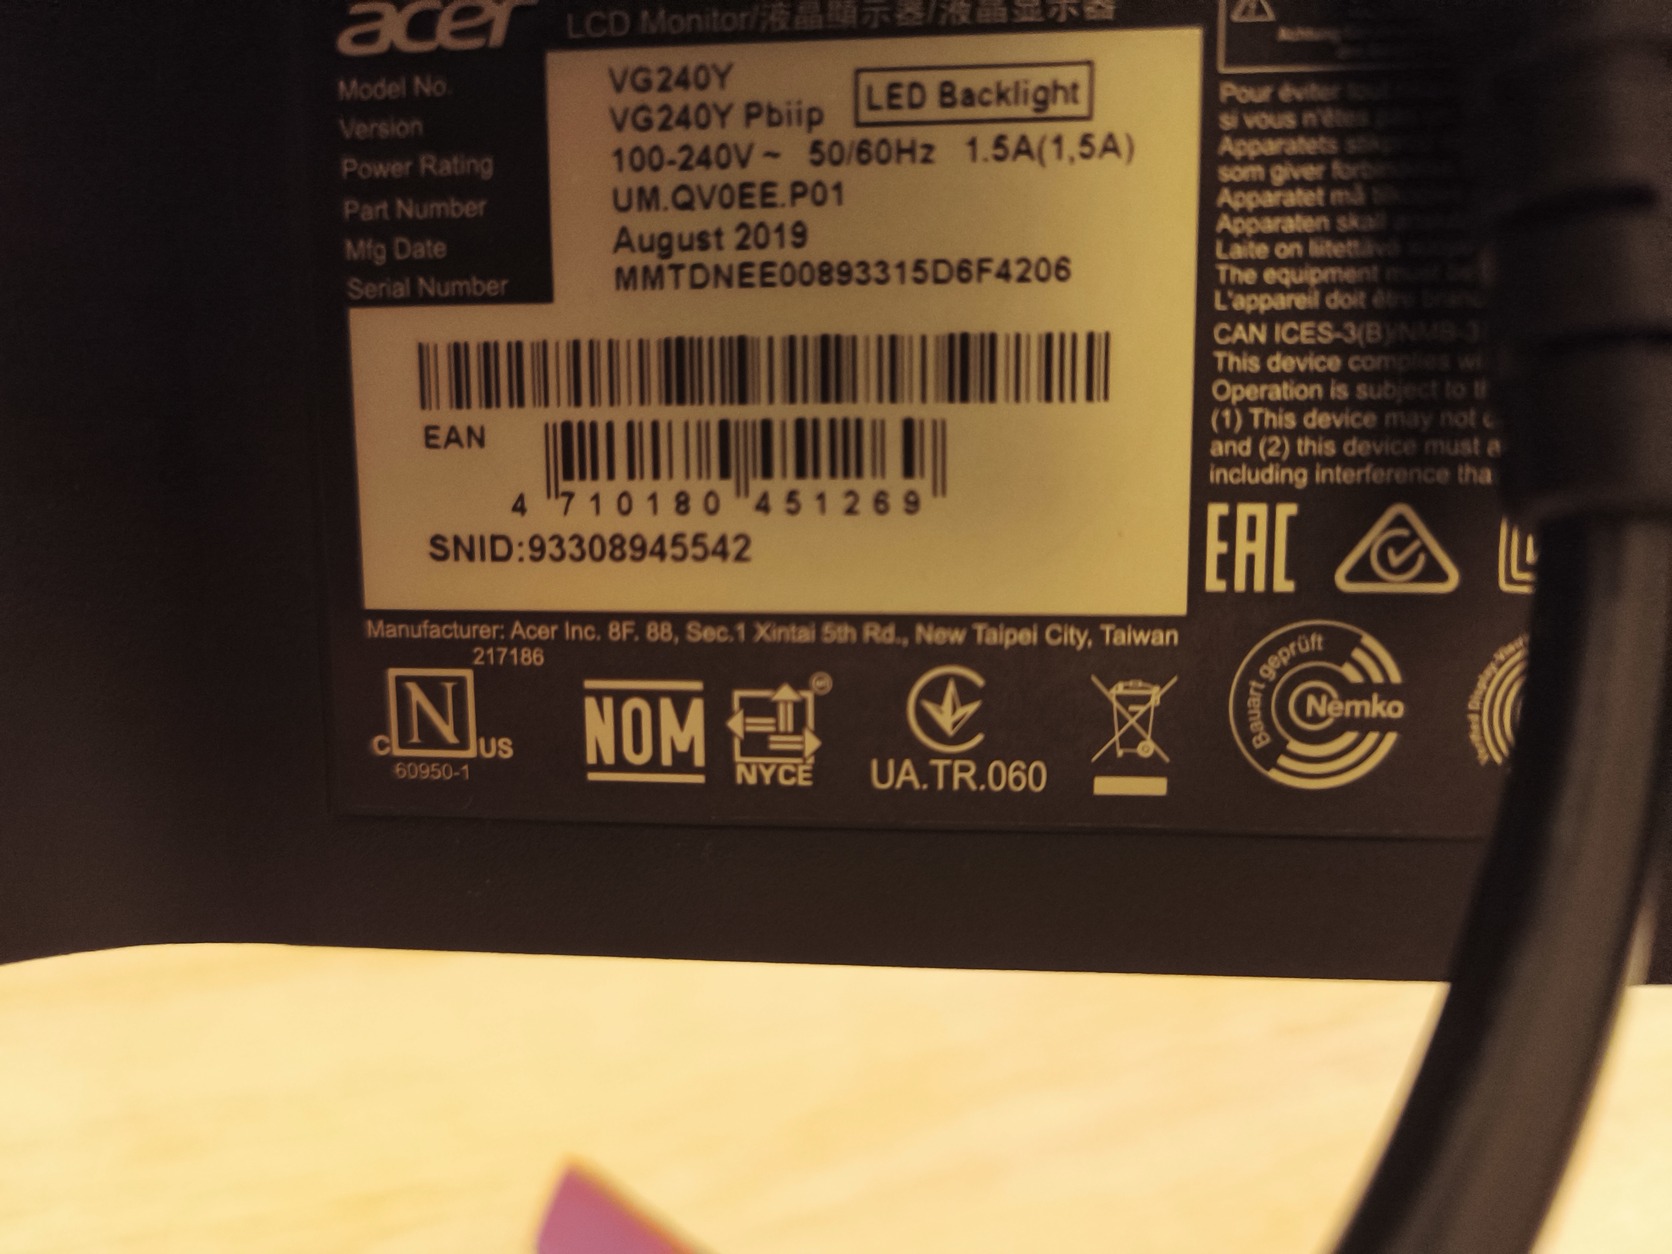 acer LCD Monitor/液晶顯示器/液晶显示器
Model No. VG240Y
Version VG240Y Pbiip
LED Backlight
Power Rating 100-240V ~ 50/60Hz 1.5A(1,5A)
Part Number UM.QV0EE.P01
Mfg Date August 2019
Serial Number MMTDNEE00893315D6F4206
EAN
4 710180 451269
SNID:93308945542
Manufacturer: Acer Inc. 8F. 88, Sec.1 Xintai 5th Rd., New Taipei City, Taiwan
217186
C N US
60950-1
NOM
NYCE
UA.TR.060
Pour éviter
si vous n'êtes
Apparatets
som giver
Apparatet må
Apparaten skall
Laite on
The equipment
L'appareil doit être
CAN ICES-3(B)/NMB-3
This device complies
Operation is subject to
(1) This device may not
and (2) this device must
including interference
EAC
Bauart geprüft
Nemko